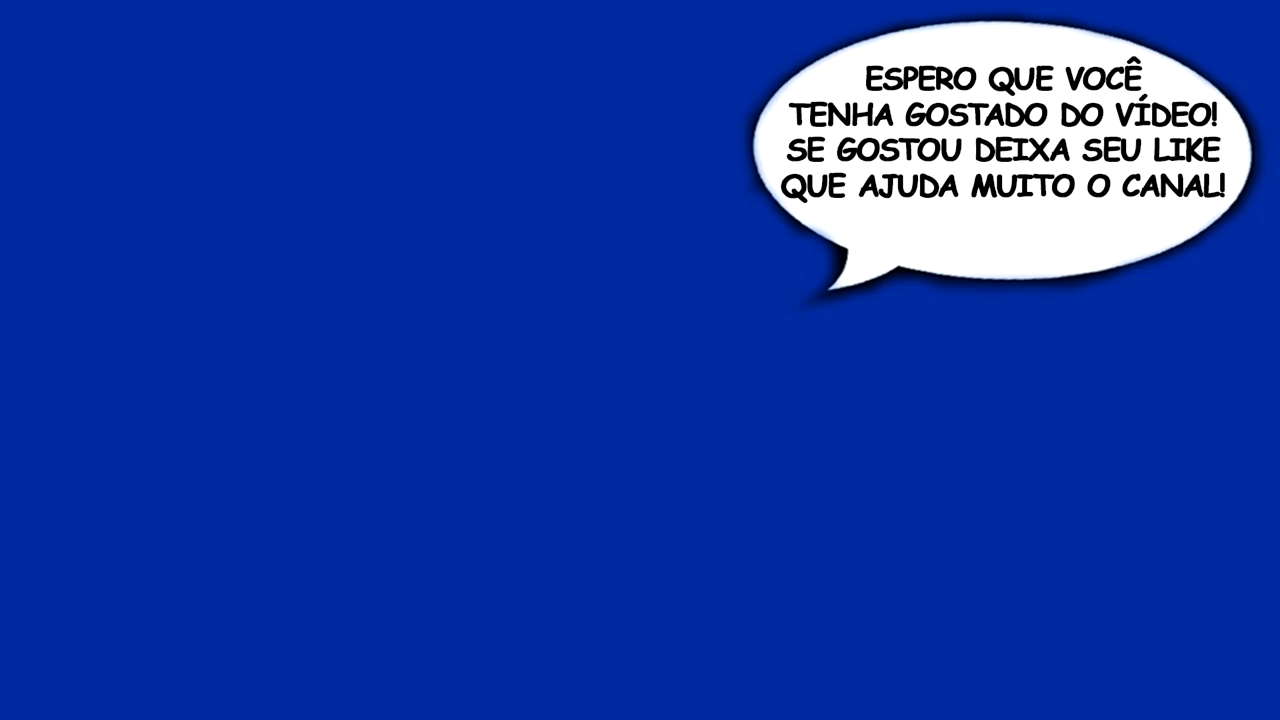 ESPERO QUE VOCÊ
TENHA GOSTADO DO VÍDEO!
SE GOSTOU DEIXA SEU LIKE
QUE AJUDA MUITO O CANAL!